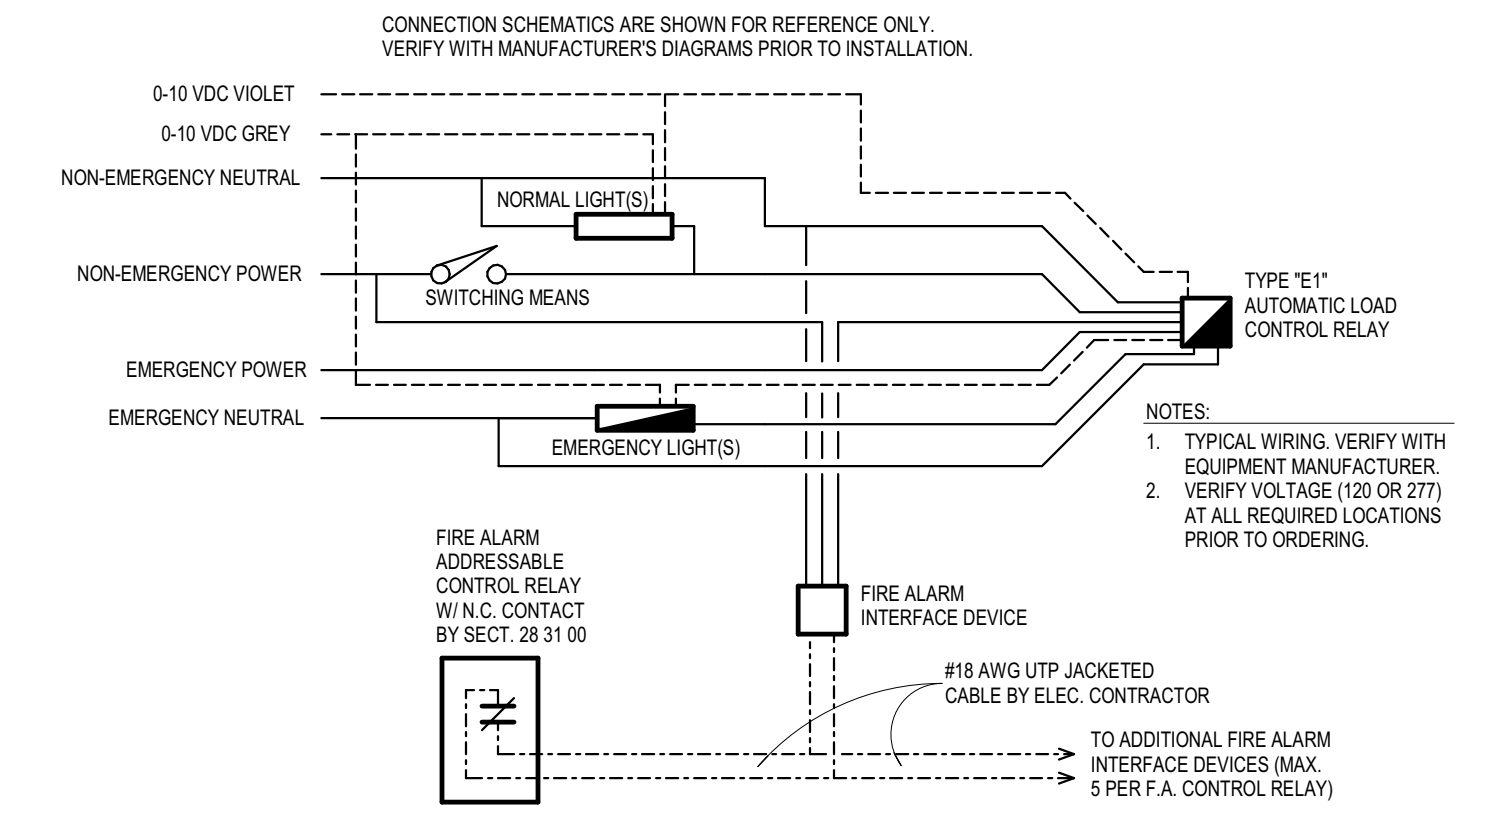 CONNECTION SCHEMATICS ARE SHOWN FOR REFERENCE ONLY.
VERIFY WITH MANUFACTURER'S DIAGRAMS PRIOR TO INSTALLATION.
0-10 VDC VIOLET
0-10 VDC GREY
NON-EMERGENCY NEUTRAL
NORMAL LIGHT(S)
NON-EMERGENCY POWER
SWITCHING MEANS
TYPE "E1"
AUTOMATIC LOAD
CONTROL RELAY
EMERGENCY POWER
EMERGENCY NEUTRAL
EMERGENCY LIGHT(S)
NOTES:
1. TYPICAL WIRING. VERIFY WITH
EQUIPMENT MANUFACTURER.
2. VERIFY VOLTAGE (120 OR 277)
AT ALL REQUIRED LOCATIONS
PRIOR TO ORDERING.
FIRE ALARM
ADDRESSABLE
CONTROL RELAY
W/ N.C. CONTACT
BY SECT. 28 31 00
FIRE ALARM
INTERFACE DEVICE
#18 AWG UTP JACKETED
CABLE BY ELEC. CONTRACTOR
TO ADDITIONAL FIRE ALARM
INTERFACE DEVICES (MAX.
5 PER F.A. CONTROL RELAY)